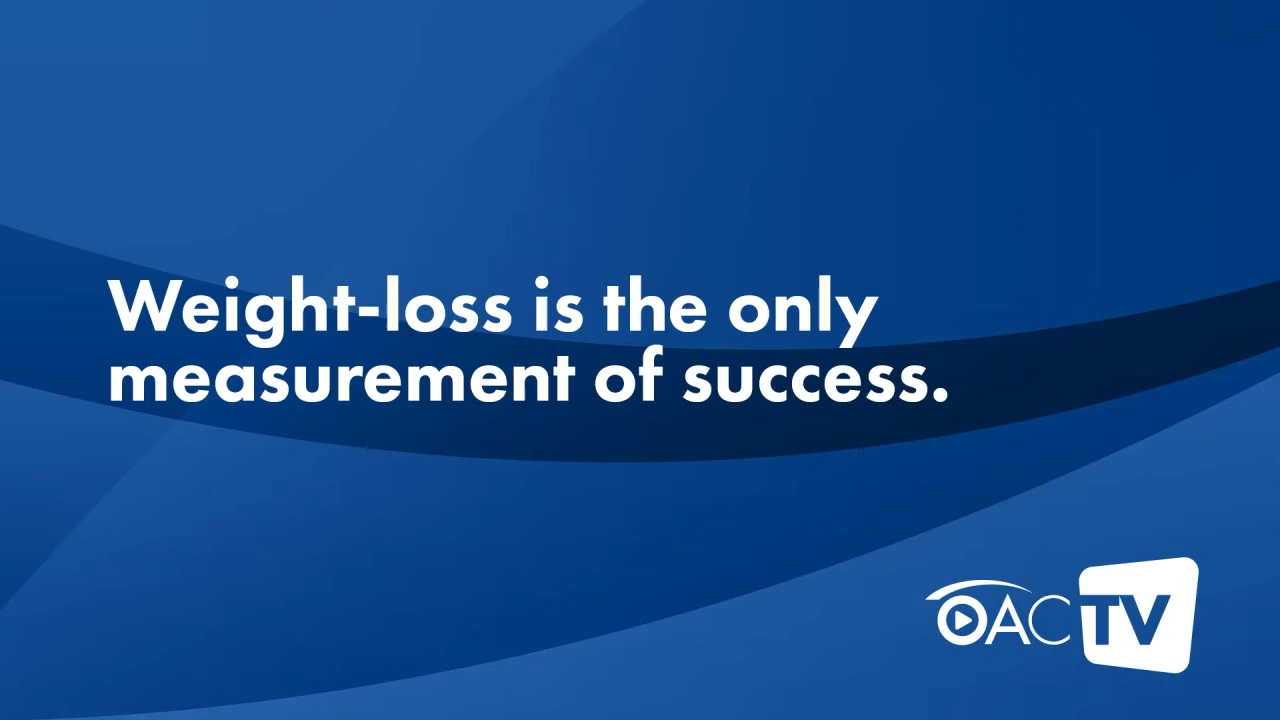 Weight-loss is the only
measurement of success.
OACTV